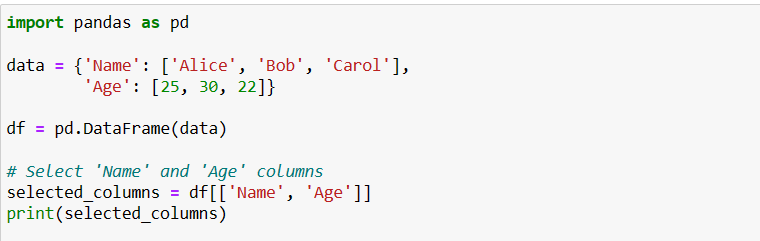 import pandas as pd
data = {'Name': ['Alice', 'Bob', 'Carol'],
'Age': [25, 30, 22]}
df = pd.DataFrame(data)
# Select 'Name' and 'Age' columns
selected_columns = df[['Name', 'Age']]
print(selected_columns)